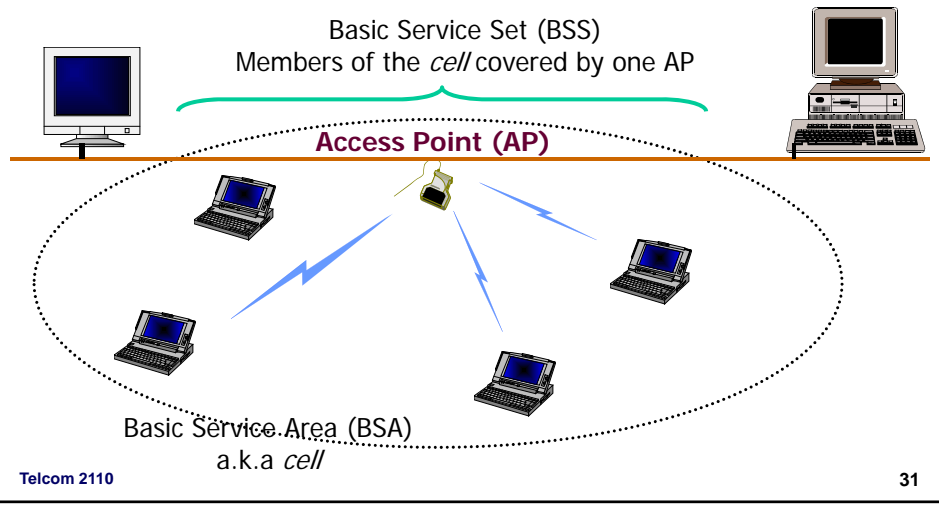 Basic Service Set (BSS)
Members of the cell covered by one AP
Access Point (AP)
Basic Service Area (BSA)
a.k.a cell
Telcom 2110
31